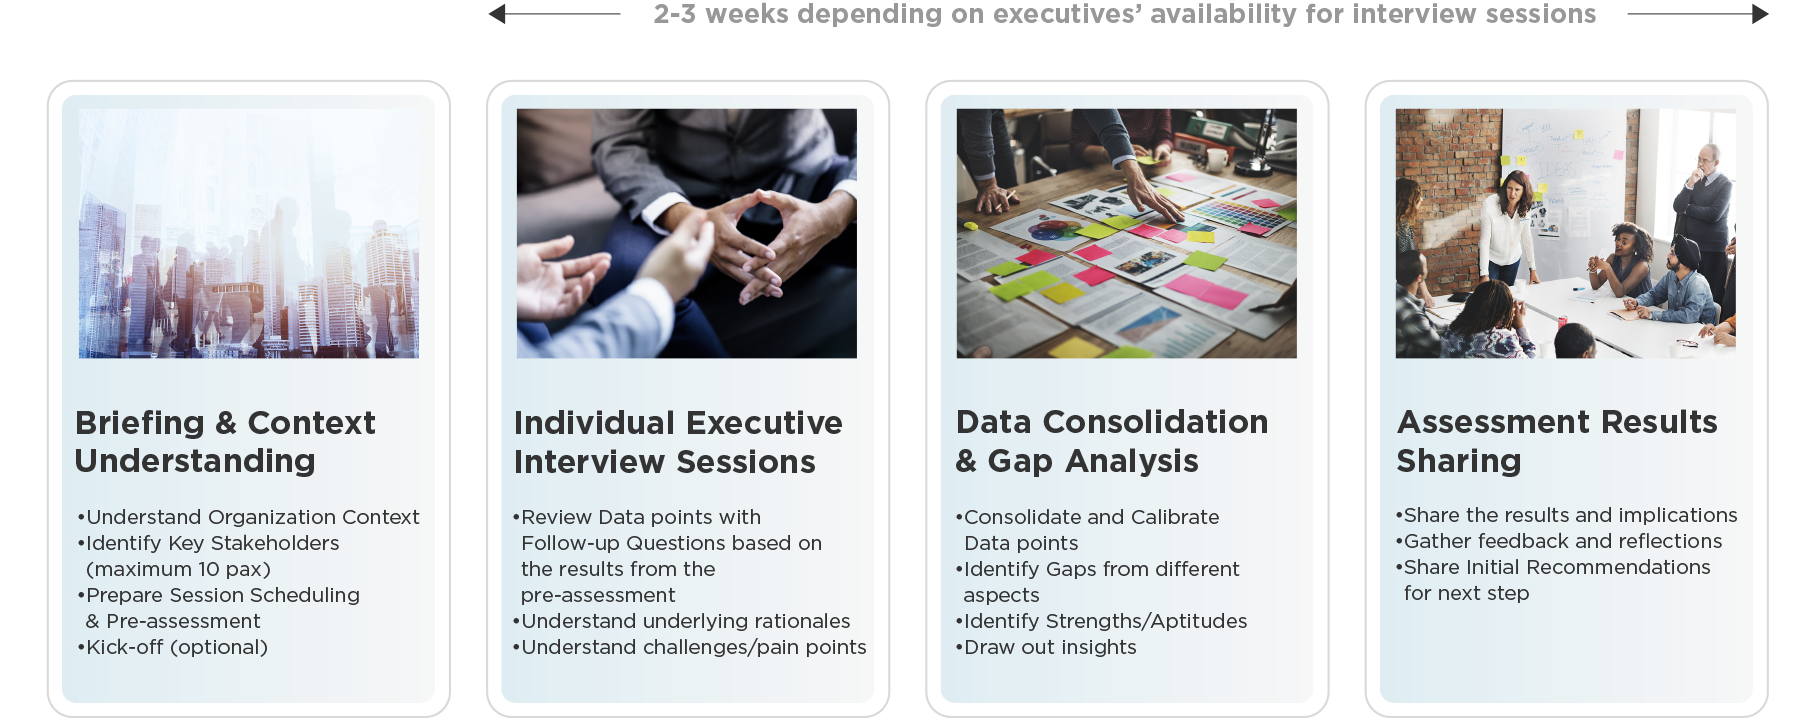 2-3 weeks depending on executives’ availability for interview sessions
Briefing & Context
Understanding
•Understand Organization Context
•Identify Key Stakeholders
(maximum 10 pax)
•Prepare Session Scheduling
& Pre-assessment
•Kick-off (optional)
Individual Executive
Interview Sessions
•Review Data points with
Follow-up Questions based on
the results from the
pre-assessment
•Understand underlying rationales
•Understand challenges/pain points
Data Consolidation
& Gap Analysis
•Consolidate and Calibrate
Data points
•Identify Gaps from different
aspects
•Identify Strengths/Aptitudes
•Draw out insights
IDEAS
Assessment Results
Sharing
•Share the results and implications
•Gather feedback and reflections
•Share Initial Recommendations
for next step